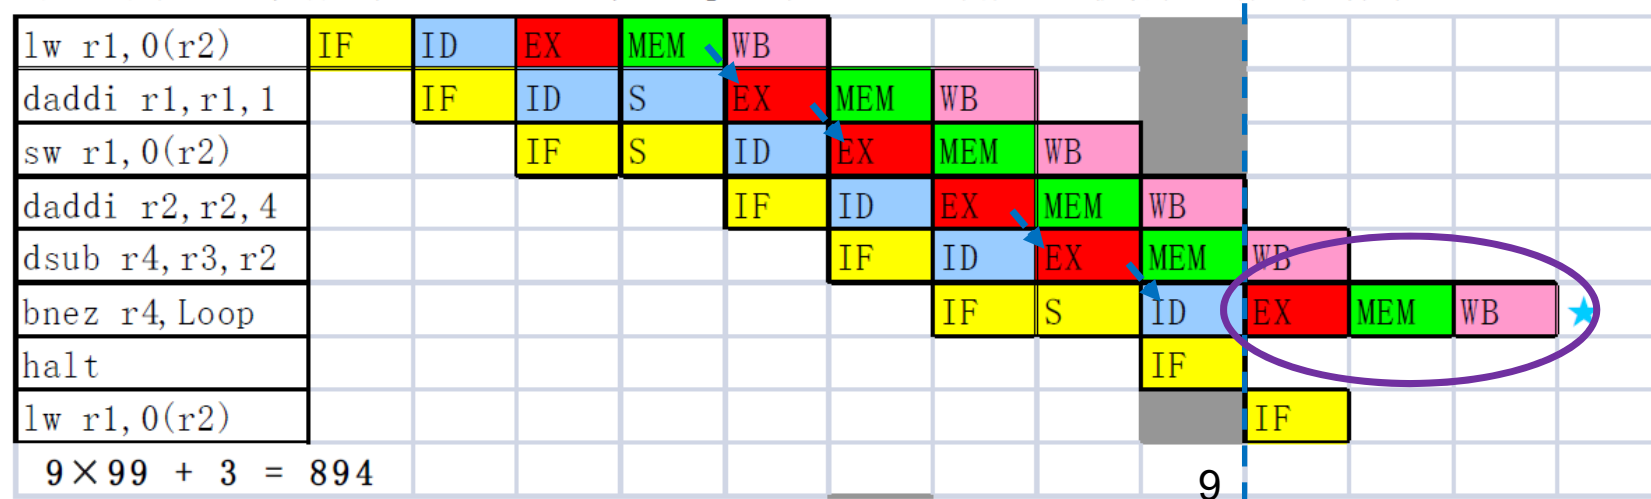 lw r1,0(r2) IF ID EX MEM WB
daddi r1,r1,1 IF ID S EX MEM WB
sw r1,0(r2) IF S ID EX MEM WB
daddi r2,r2,4 IF ID EX MEM WB
dsub r4,r3,r2 IF ID EX MEM WB
bnez r4,Loop IF S ID EX MEM WB
halt IF
lw r1,0(r2) IF
9×99 + 3 = 894 9